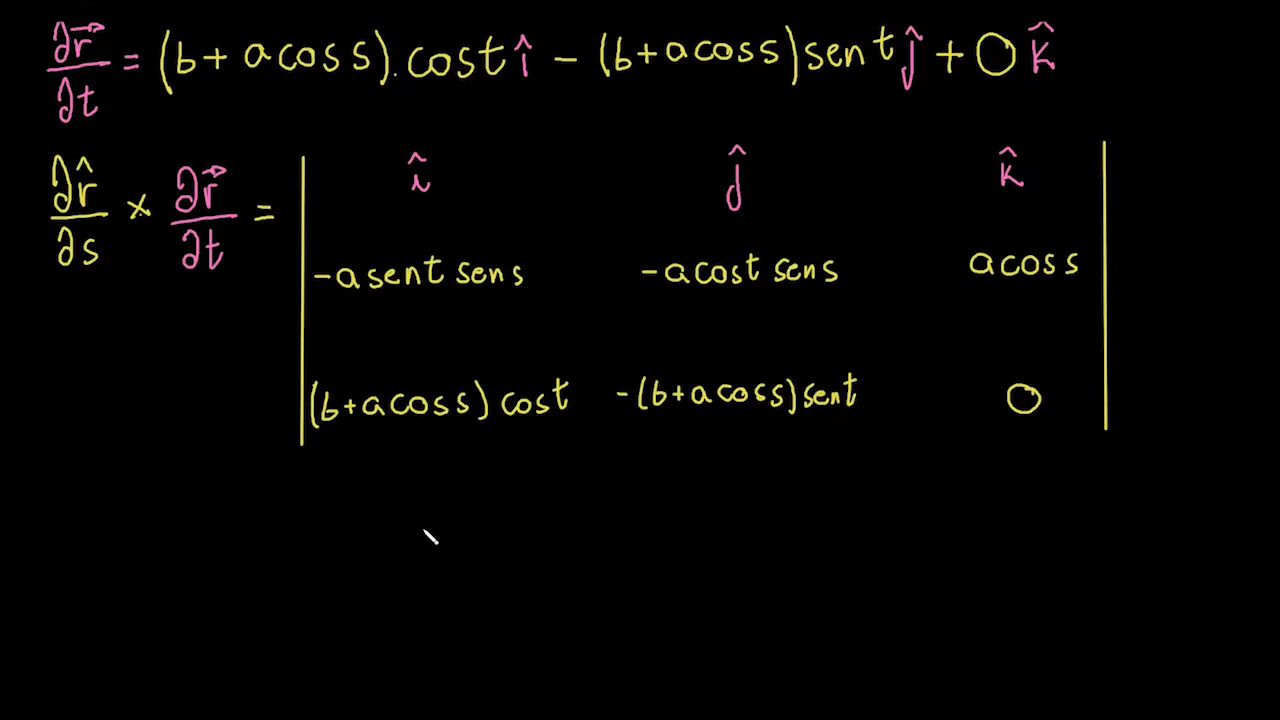 ∂r⃗/∂t = (b + a cos s). cos t î − (b + a cos s) sen t ĵ + 0 k̂
∂r̂/∂s × ∂r⃗/∂t = | î ĵ k̂ |
−a sen t sen s −a cos t sen s a cos s
(b + a cos s) cos t −(b + a cos s) sen t 0